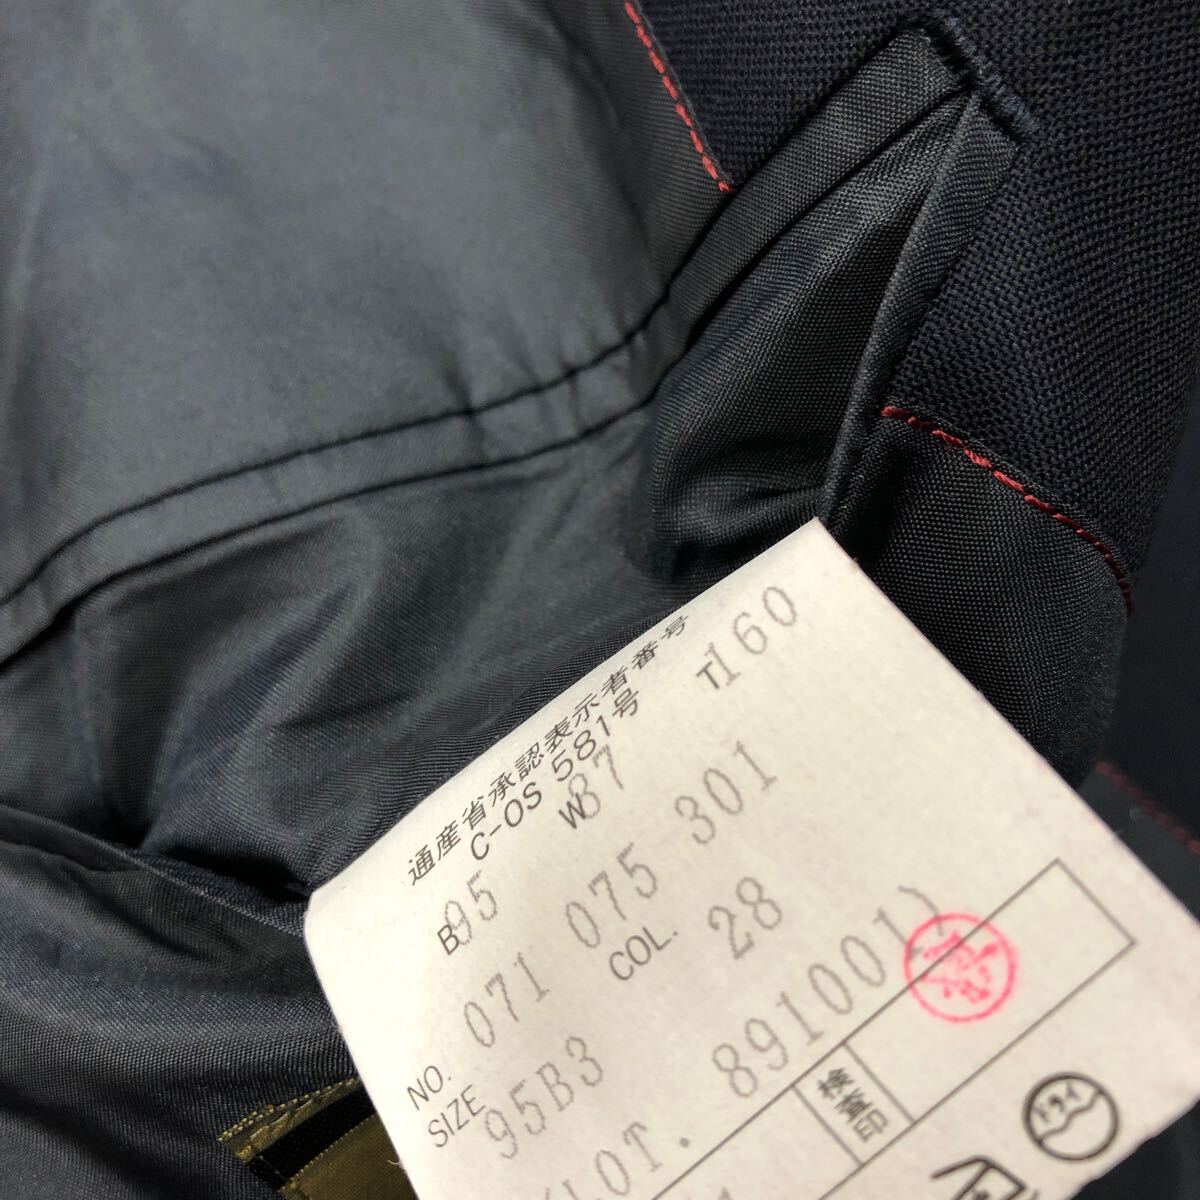 通産省承認表示者番号
C-OS 581号
B95 W87 T160
NO. 071 075 301
SIZE 95B3 COL. 28
LOT. 891001
検査印
ドライ